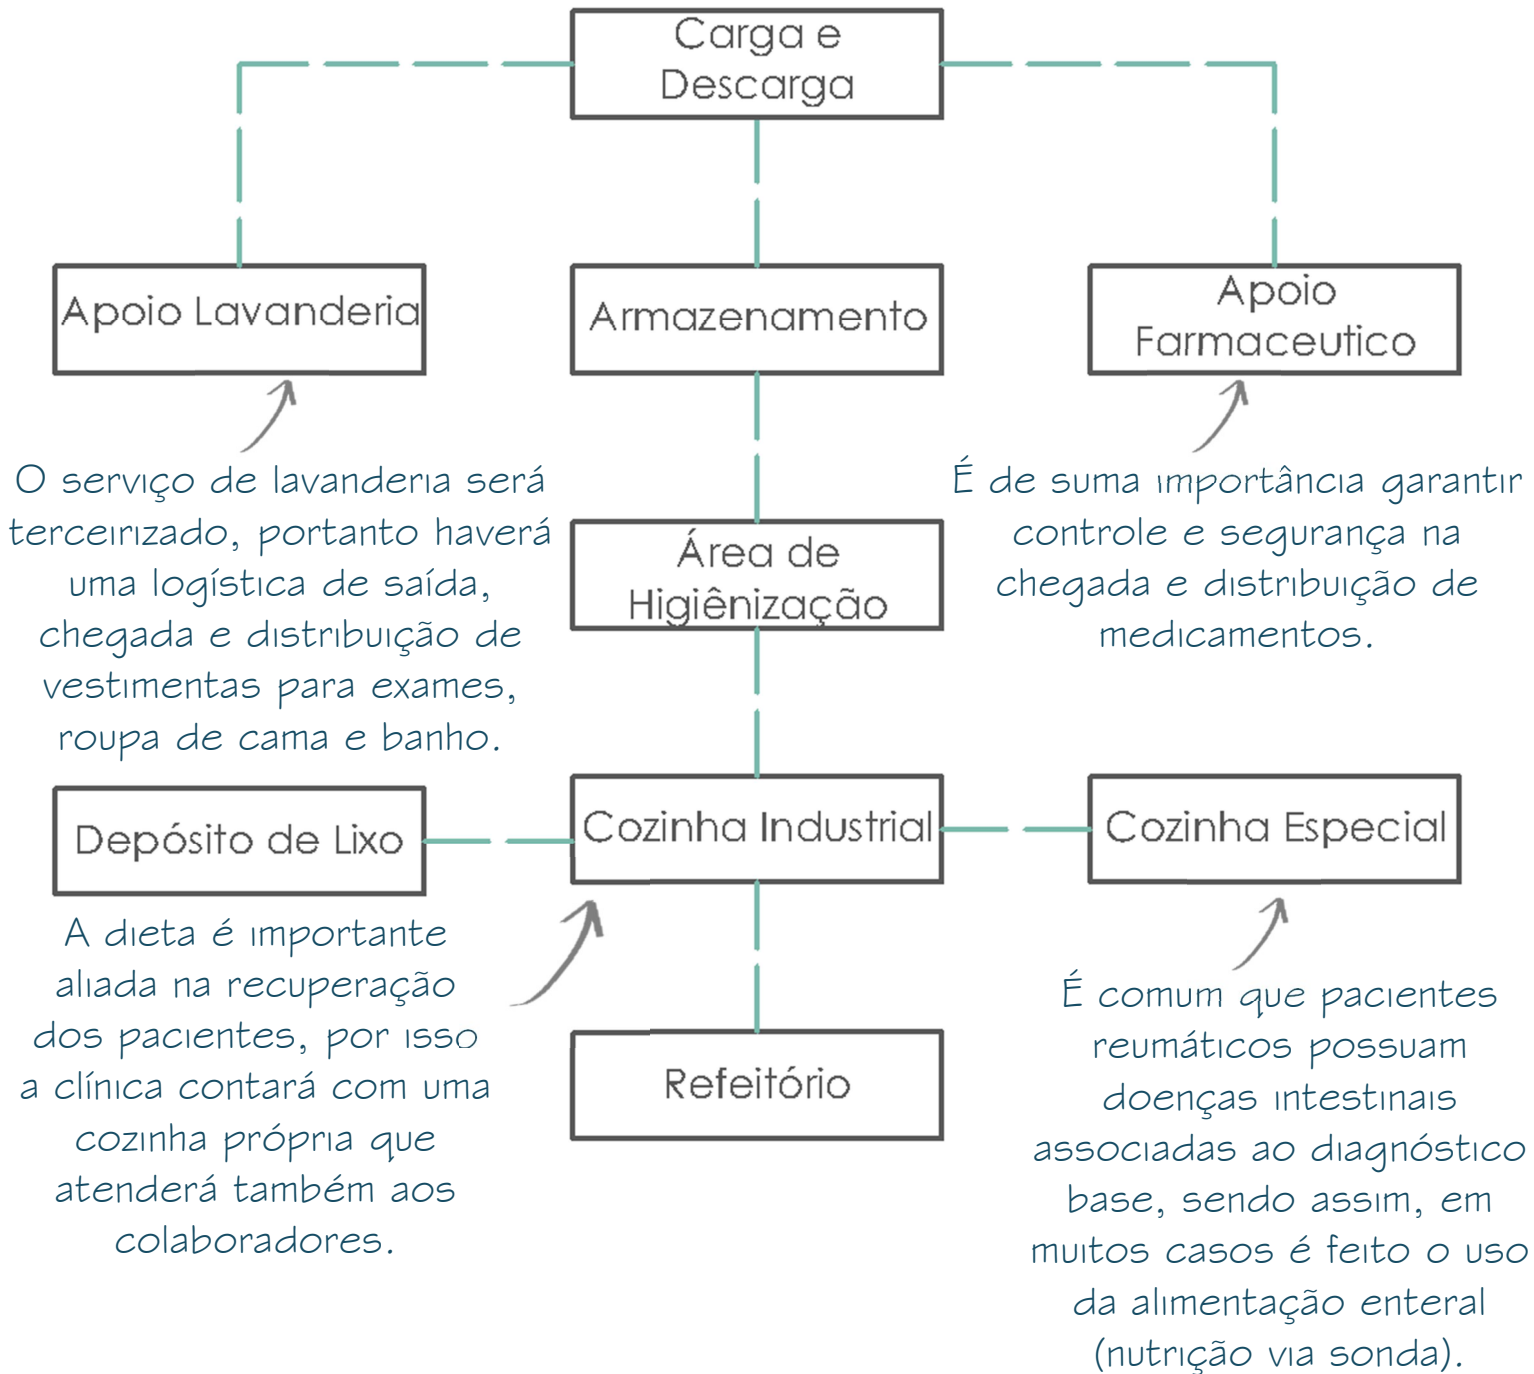 Carga e
Descarga
Apoio Lavanderia
Armazenamento
Apoio
Farmaceutico
O serviço de lavanderia será
terceirizado, portanto haverá
uma logística de saída,
chegada e distribuição de
vestimentas para exames,
roupa de cama e banho.
É de suma importância garantir
controle e segurança na
chegada e distribuição de
medicamentos.
Área de
Higiênização
Depósito de Lixo
Cozinha Industrial
Cozinha Especial
A dieta é importante
aliada na recuperação
dos pacientes, por isso
a clínica contará com uma
cozinha própria que
atenderá também aos
colaboradores.
Refeitório
É comum que pacientes
reumáticos possuam
doenças intestinais
associadas ao diagnóstico
base, sendo assim, em
muitos casos é feito o uso
da alimentação enteral
(nutrição via sonda).